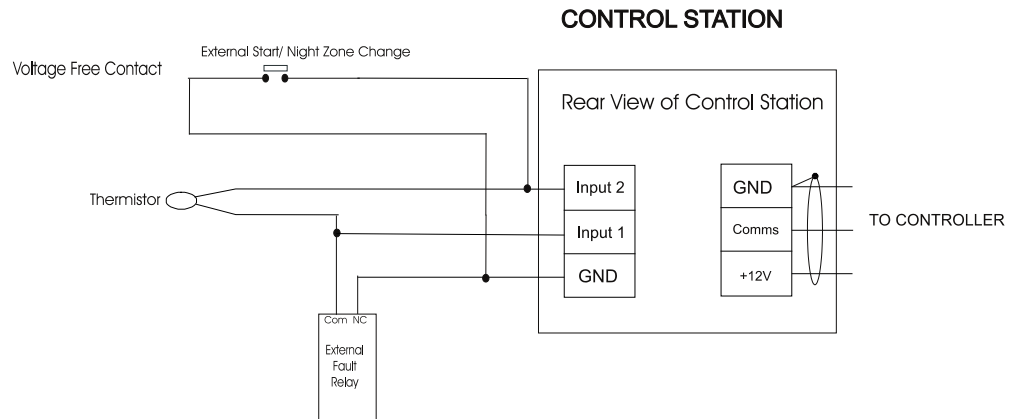 CONTROL STATION
External Start/ Night Zone Change
Voltage Free Contact
Rear View of Control Station
Thermistor
Input 2
Input 1
GND
GND
Comms
+12V
TO CONTROLLER
Com NC
External
Fault
Relay